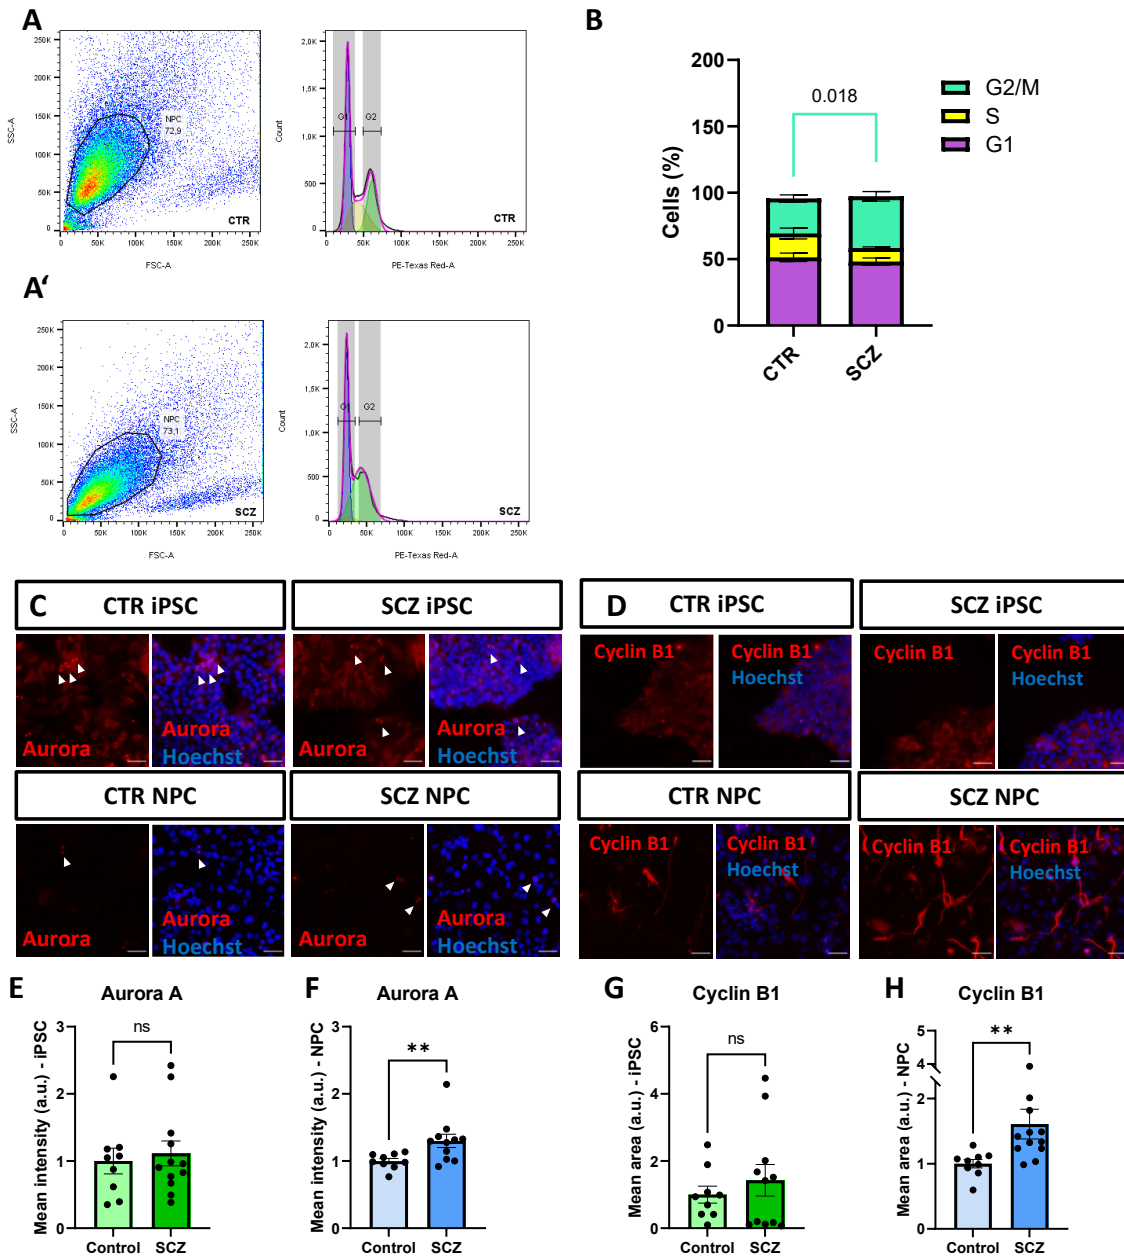 A
B
250K
200K
150K
100K
50K
0
SSC-A
NPC
72,9
CTR
0
50K
100K
150K
200K
250K
FSC-A
2,0K
1,5K
1,0K
500
0
Count
G1
G2
CTR
0
50K
100K
150K
200K
250K
PE-Texas Red-A
200
150
100
50
0
Cells (%)
0.018
G2/M
S
G1
CTR
SCZ
A'
250K
200K
150K
100K
50K
0
SSC-A
NPC
73,1
SCZ
0
50K
100K
150K
200K
250K
FSC-A
2,0K
1,5K
1,0K
500
0
Count
G1
G2
SCZ
0
50K
100K
150K
200K
250K
PE-Texas Red-A
C
CTR iPSC
SCZ iPSC
Aurora
Aurora
Hoechst
Aurora
Aurora
Hoechst
CTR NPC
SCZ NPC
Aurora
Aurora
Hoechst
Aurora
Aurora
Hoechst
D
CTR iPSC
SCZ iPSC
Cyclin B1
Cyclin B1
Hoechst
Cyclin B1
Cyclin B1
Hoechst
CTR NPC
SCZ NPC
Cyclin B1
Cyclin B1
Hoechst
Cyclin B1
Cyclin B1
Hoechst
E
Aurora A
Mean intensity (a.u.) - iPSC
3
2
1
0
ns
Control
SCZ
F
Aurora A
Mean intensity (a.u.) - NPC
3
2
1
0
**
Control
SCZ
G
Cyclin B1
Mean area (a.u.) - iPSC
6
4
2
0
ns
Control
SCZ
H
Cyclin B1
Mean area (a.u.) - NPC
5
4
2
1
0
**
Control
SCZ